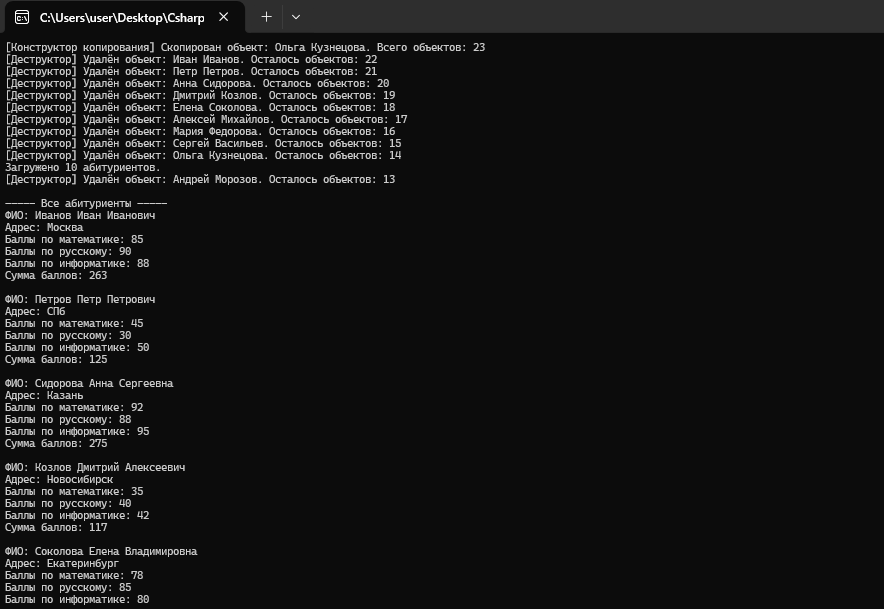 C:\Users\user\Desktop\Csharp
[Конструктор копирования] Скопирован объект: Ольга Кузнецова. Всего объектов: 23
[Деструктор] Удалён объект: Иван Иванов. Осталось объектов: 22
[Деструктор] Удалён объект: Петр Петров. Осталось объектов: 21
[Деструктор] Удалён объект: Анна Сидорова. Осталось объектов: 20
[Деструктор] Удалён объект: Дмитрий Козлов. Осталось объектов: 19
[Деструктор] Удалён объект: Елена Соколова. Осталось объектов: 18
[Деструктор] Удалён объект: Алексей Михайлов. Осталось объектов: 17
[Деструктор] Удалён объект: Мария Федорова. Осталось объектов: 16
[Деструктор] Удалён объект: Сергей Васильев. Осталось объектов: 15
[Деструктор] Удалён объект: Ольга Кузнецова. Осталось объектов: 14
Загружено 10 абитуриентов.
[Деструктор] Удалён объект: Андрей Морозов. Осталось объектов: 13
----- Все абитуриенты -----
ФИО: Иванов Иван Иванович
Адрес: Москва
Баллы по математике: 85
Баллы по русскому: 90
Баллы по информатике: 88
Сумма баллов: 263
ФИО: Петров Петр Петрович
Адрес: СПб
Баллы по математике: 45
Баллы по русскому: 30
Баллы по информатике: 50
Сумма баллов: 125
ФИО: Сидорова Анна Сергеевна
Адрес: Казань
Баллы по математике: 92
Баллы по русскому: 88
Баллы по информатике: 95
Сумма баллов: 275
ФИО: Козлов Дмитрий Алексеевич
Адрес: Новосибирск
Баллы по математике: 35
Баллы по русскому: 40
Баллы по информатике: 42
Сумма баллов: 117
ФИО: Соколова Елена Владимировна
Адрес: Екатеринбург
Баллы по математике: 78
Баллы по русскому: 85
Баллы по информатике: 80